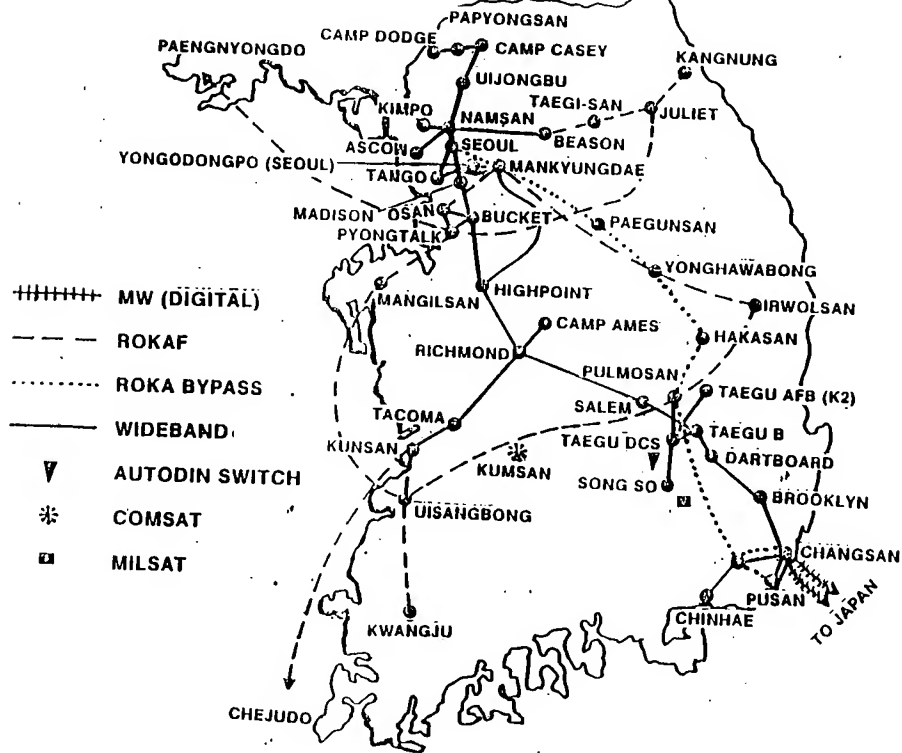 PAPYONGSAN
CAMP DODGE
CAMP CASEY
PAENGNYONGDO
KANGNUNG
UIJONGBU
TAEGI-SAN
KIMPO
NAMSAN
JULIET
BEASON
ASCOM
SEOUL
YONGODONGPO (SEOUL)
MANKYUNGDAE
TANGO
MADISON
OSAN
BUCKET
PAEGUNSAN
PYONGTALK
YONGHAWABONG
MANGILSAN
HIGHPOINT
IRWOLSAN
MW (DIGITAL)
CAMP AMES
HAKASAN
ROKAF
RICHMOND
PULMOSAN
ROKA BYPASS
SALEM
TAEGU AFB (K2)
TACOMA
WIDEBAND
TAEGU DCS
TAEGU B
KUNSAN
KUMSAN
DARTBOARD
AUTODIN SWITCH
SONG SO
BROOKLYN
COMSAT
UISANGBONG
MILSAT
CHANGSAN
PUSAN
TO JAPAN
CHINHAE
KWANGJU
CHEJUDO